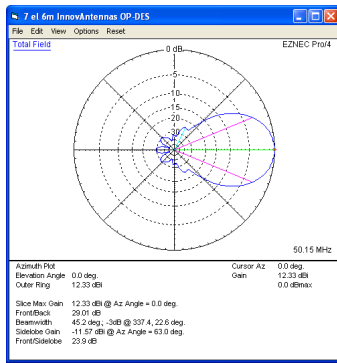 7 el 6m InnovAntennas OP-DES
File Edit View Options Reset
Total Field
EZNEC Pro/4
0 dB
-5
-10
-15
-20
-30
50.15 MHz
Azimuth Plot
Elevation Angle 0.0 deg.
Outer Ring 12.33 dBi
Cursor Az 0.0 deg.
Gain 12.33 dBi
0.0 dBmax
Slice Max Gain 12.33 dBi @ Az Angle = 0.0 deg.
Front/Back 29.01 dB
Beamwidth 45.2 deg.; -3dB @ 337.4, 22.6 deg.
Sidelobe Gain -11.57 dBi @ Az Angle = 63.0 deg.
Front/Sidelobe 23.9 dB